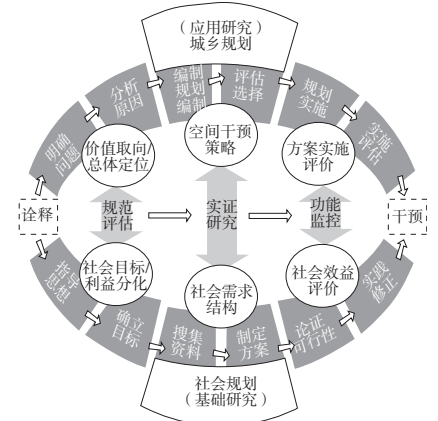 （应用研究）
城乡规划
明确
问题
分析
原因
编制
规划
编制
评估
选择
规划
实施
实施
评估
价值取向/
总体定位
空间干预
策略
方案实施
评价
诠释
规范
评估
实证
研究
功能
监控
干预
社会目标/
利益分化
社会需求
结构
社会效益
评价
指导
思想
确立
目标
搜集
资料
制定
方案
论证
可行性
实践
修正
社会规划
（基础研究）